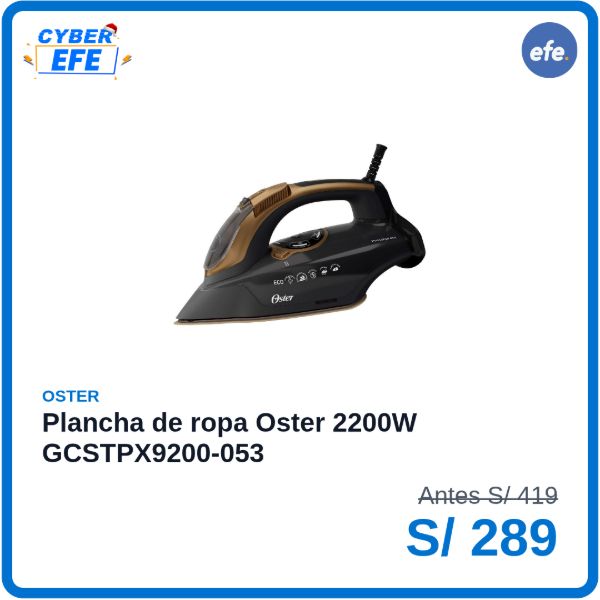 CYBER
EFE
efe.
ECO
Oster
OSTER
Plancha de ropa Oster 2200W
GCSTPX9200-053
Antes S/ 419
S/ 289